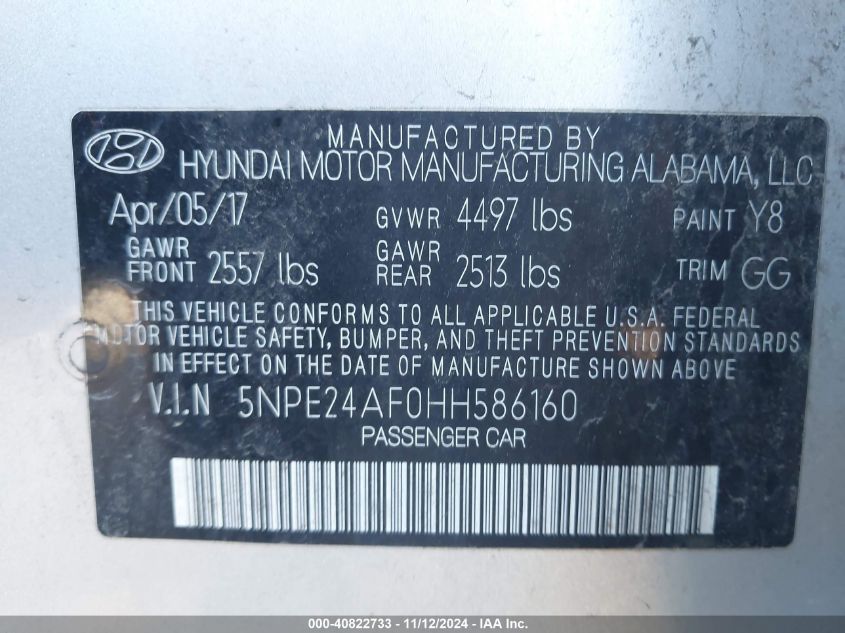 MANUFACTURED BY
HYUNDAI MOTOR MANUFACTURING ALABAMA, LLC
Apr/05/17 GVWR 4497 lbs PAINT Y8
GAWR FRONT 2557 lbs GAWR REAR 2513 lbs TRIM GG
THIS VEHICLE CONFORMS TO ALL APPLICABLE U.S.A. FEDERAL
MOTOR VEHICLE SAFETY, BUMPER, AND THEFT PREVENTION STANDARDS
IN EFFECT ON THE DATE OF MANUFACTURE SHOWN ABOVE.
V.I.N 5NPE24AF0HH586160
PASSENGER CAR
000-40822733 - 11/12/2024 - IAA Inc.